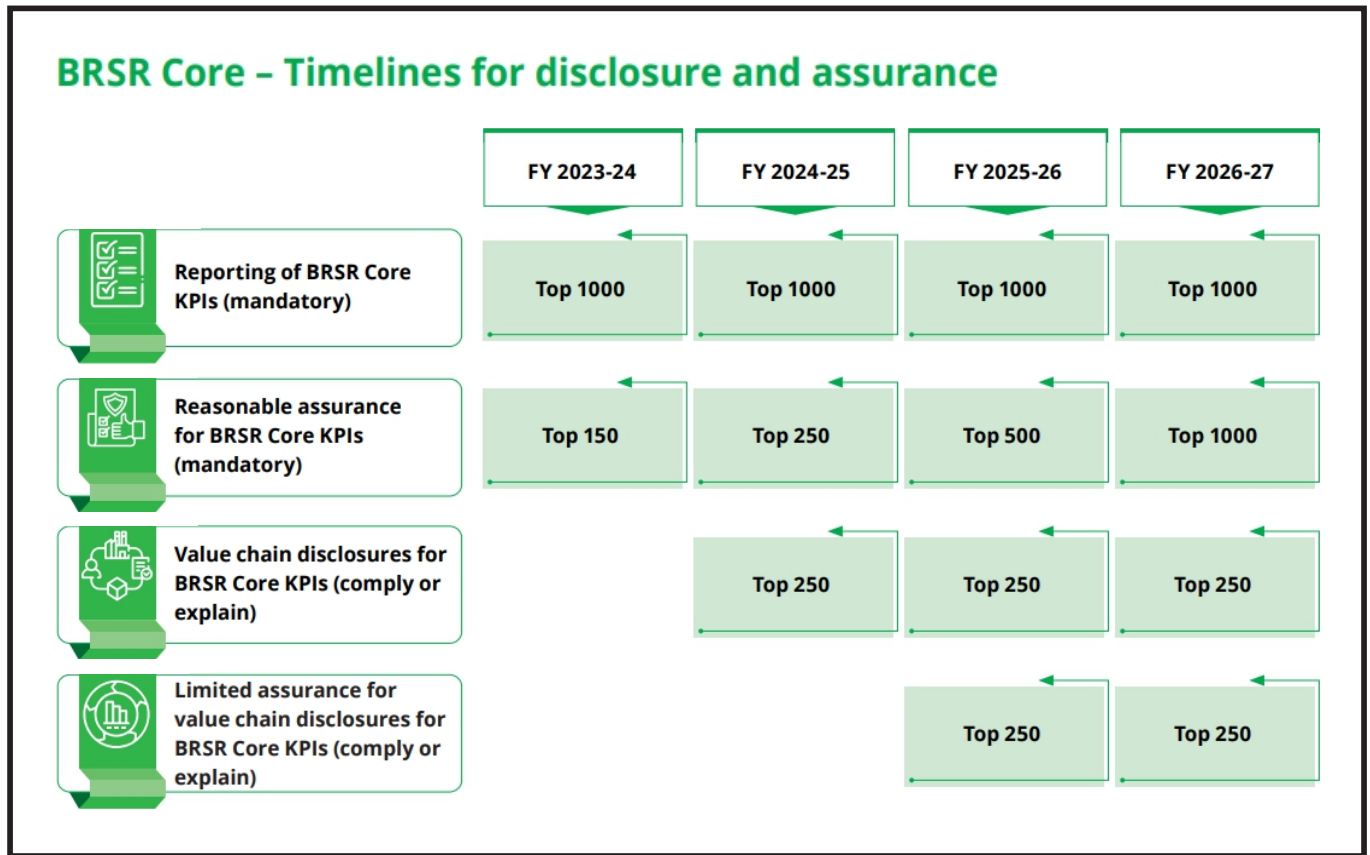 BRSR Core – Timelines for disclosure and assurance
FY 2023-24
FY 2024-25
FY 2025-26
FY 2026-27
Reporting of BRSR Core
KPIs (mandatory)
Top 1000
Top 1000
Top 1000
Top 1000
Reasonable assurance
for BRSR Core KPIs
(mandatory)
Top 150
Top 250
Top 500
Top 1000
Value chain disclosures for
BRSR Core KPIs (comply or
explain)
Top 250
Top 250
Top 250
Limited assurance for
value chain disclosures for
BRSR Core KPIs (comply or
explain)
Top 250
Top 250